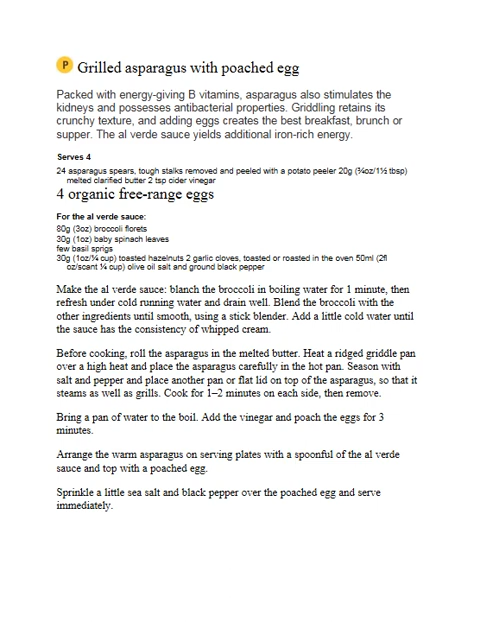 P Grilled asparagus with poached egg
Packed with energy-giving B vitamins, asparagus also stimulates the
kidneys and possesses antibacterial properties. Griddling retains its
crunchy texture, and adding eggs creates the best breakfast, brunch or
supper. The al verde sauce yields additional iron-rich energy.
Serves 4
24 asparagus spears, tough stalks removed and peeled with a potato peeler 20g (¾oz/1½ tbsp)
melted clarified butter 2 tsp cider vinegar
4 organic free-range eggs
For the al verde sauce:
80g (3oz) broccoli florets
30g (1oz) baby spinach leaves
few basil sprigs
30g (1oz/¼ cup) toasted hazelnuts 2 garlic cloves, toasted or roasted in the oven 50ml (2fl
oz/scant ¼ cup) olive oil salt and ground black pepper
Make the al verde sauce: blanch the broccoli in boiling water for 1 minute, then
refresh under cold running water and drain well. Blend the broccoli with the
other ingredients until smooth, using a stick blender. Add a little cold water until
the sauce has the consistency of whipped cream.
Before cooking, roll the asparagus in the melted butter. Heat a ridged griddle pan
over a high heat and place the asparagus carefully in the hot pan. Season with
salt and pepper and place another pan or flat lid on top of the asparagus, so that it
steams as well as grills. Cook for 1–2 minutes on each side, then remove.
Bring a pan of water to the boil. Add the vinegar and poach the eggs for 3
minutes.
Arrange the warm asparagus on serving plates with a spoonful of the al verde
sauce and top with a poached egg.
Sprinkle a little sea salt and black pepper over the poached egg and serve
immediately.